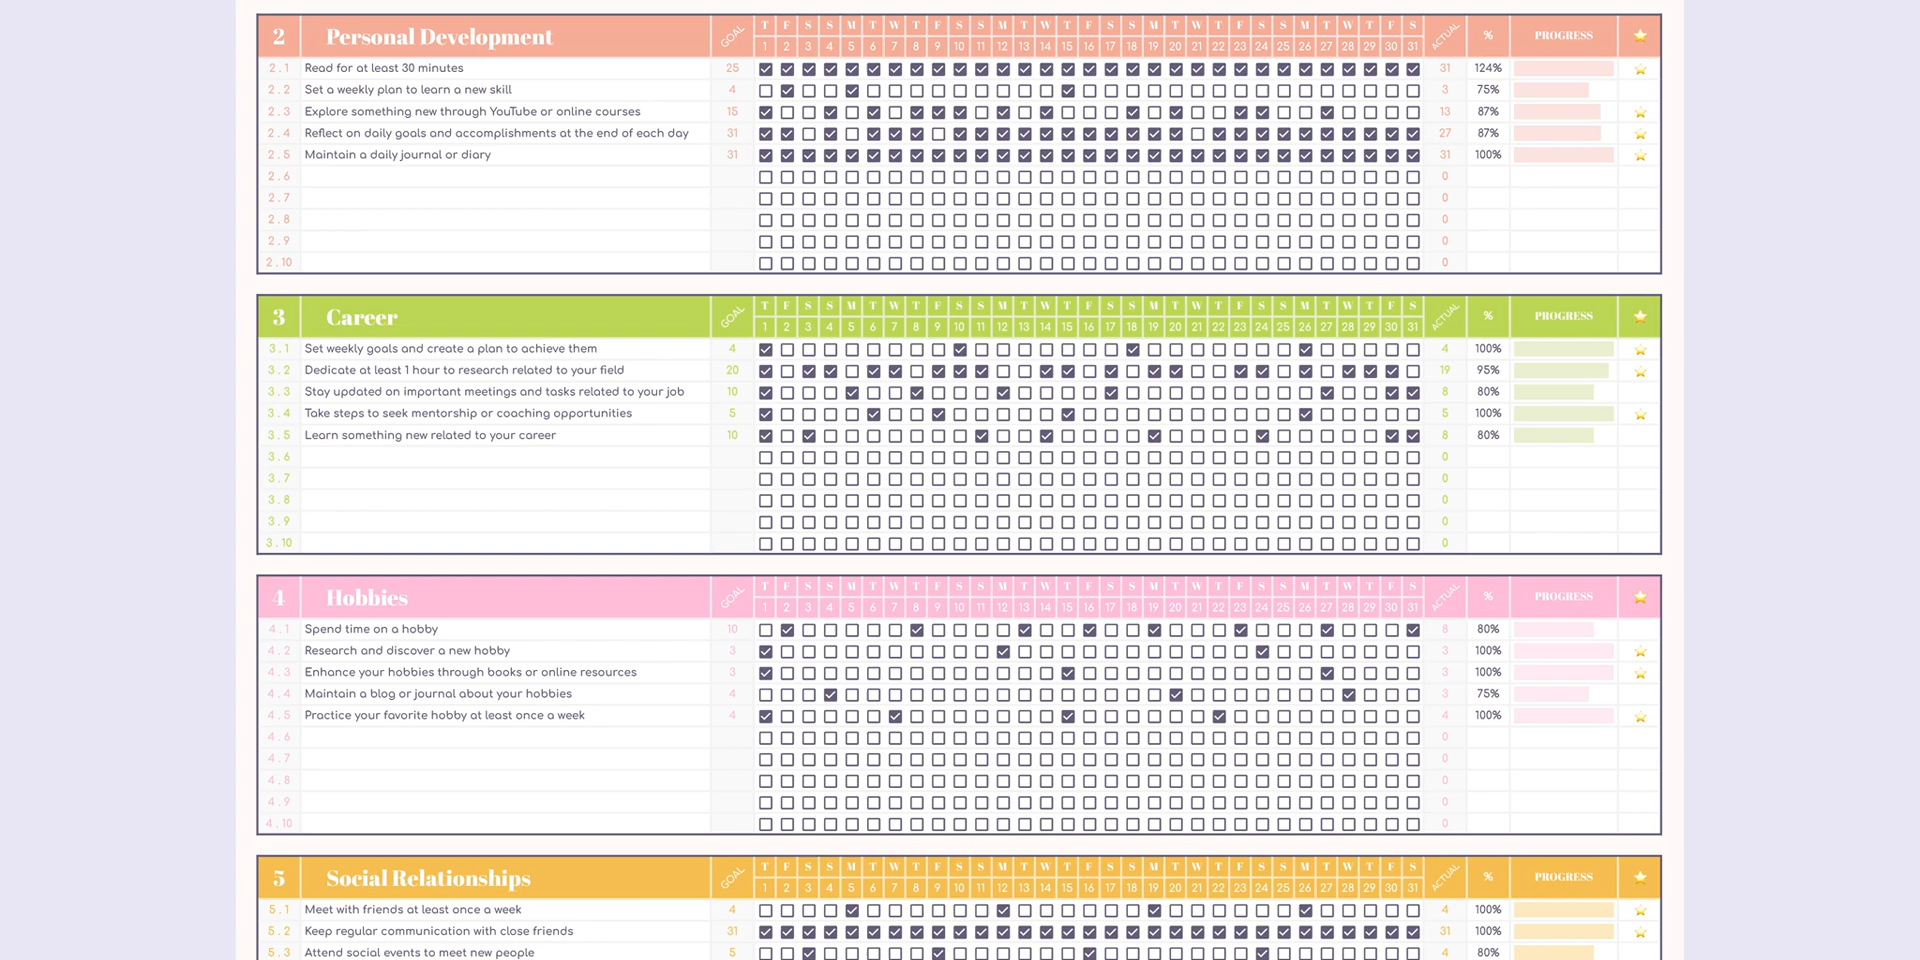 2 Personal Development GOAL T F S S M T W T F S S M T W T F S S M T W T F S S M T W T F S ACTUAL % PROGRESS
1 2 3 4 5 6 7 8 9 10 11 12 13 14 15 16 17 18 19 20 21 22 23 24 25 26 27 28 29 30 31
2.1 Read for at least 30 minutes 25 31 124%
2.2 Set a weekly plan to learn a new skill 4 3 75%
2.3 Explore something new through YouTube or online courses 15 13 87%
2.4 Reflect on daily goals and accomplishments at the end of each day 31 27 87%
2.5 Maintain a daily journal or diary 31 31 100%
2.6 0
2.7 0
2.8 0
2.9 0
2.10 0
3 Career GOAL T F S S M T W T F S S M T W T F S S M T W T F S S M T W T F S ACTUAL % PROGRESS
1 2 3 4 5 6 7 8 9 10 11 12 13 14 15 16 17 18 19 20 21 22 23 24 25 26 27 28 29 30 31
3.1 Set weekly goals and create a plan to achieve them 4 4 100%
3.2 Dedicate at least 1 hour to research related to your field 20 19 95%
3.3 Stay updated on important meetings and tasks related to your job 10 8 80%
3.4 Take steps to seek mentorship or coaching opportunities 5 5 100%
3.5 Learn something new related to your career 10 8 80%
3.6 0
3.7 0
3.8 0
3.9 0
3.10 0
4 Hobbies GOAL T F S S M T W T F S S M T W T F S S M T W T F S S M T W T F S ACTUAL % PROGRESS
1 2 3 4 5 6 7 8 9 10 11 12 13 14 15 16 17 18 19 20 21 22 23 24 25 26 27 28 29 30 31
4.1 Spend time on a hobby 10 8 80%
4.2 Research and discover a new hobby 3 3 100%
4.3 Enhance your hobbies through books or online resources 3 3 100%
4.4 Maintain a blog or journal about your hobbies 4 3 75%
4.5 Practice your favorite hobby at least once a week 4 4 100%
4.6 0
4.7 0
4.8 0
4.9 0
4.10 0
5 Social Relationships GOAL T F S S M T W T F S S M T W T F S S M T W T F S S M T W T F S ACTUAL % PROGRESS
1 2 3 4 5 6 7 8 9 10 11 12 13 14 15 16 17 18 19 20 21 22 23 24 25 26 27 28 29 30 31
5.1 Meet with friends at least once a week 4 4 100%
5.2 Keep regular communication with close friends 31 31 100%
5.3 Attend social events to meet new people 5 4 80%